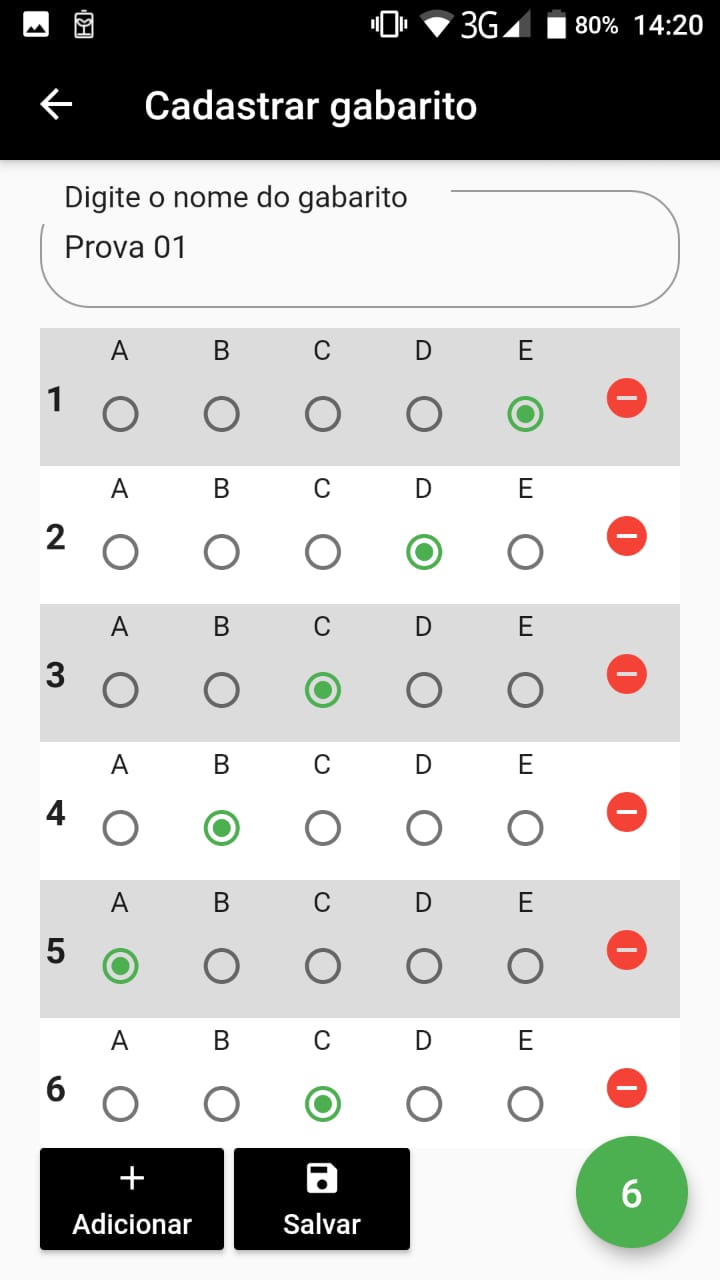 3G 80% 14:20
Cadastrar gabarito
Digite o nome do gabarito
Prova 01
A B C D E
1
A B C D E
2
A B C D E
3
A B C D E
4
A B C D E
5
A B C D E
6
Adicionar Salvar
6